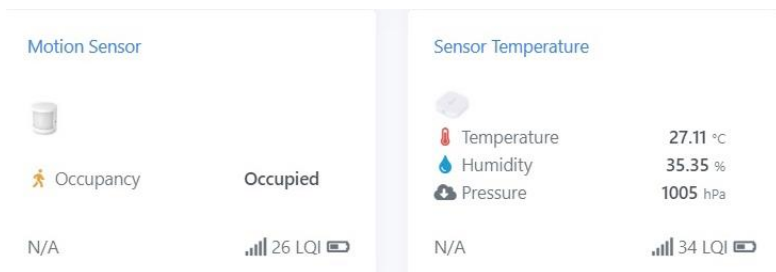 Motion Sensor
Occupancy Occupied
N/A 26 LQI
Sensor Temperature
Temperature 27.11 °C
Humidity 35.35 %
Pressure 1005 hPa
N/A 34 LQI